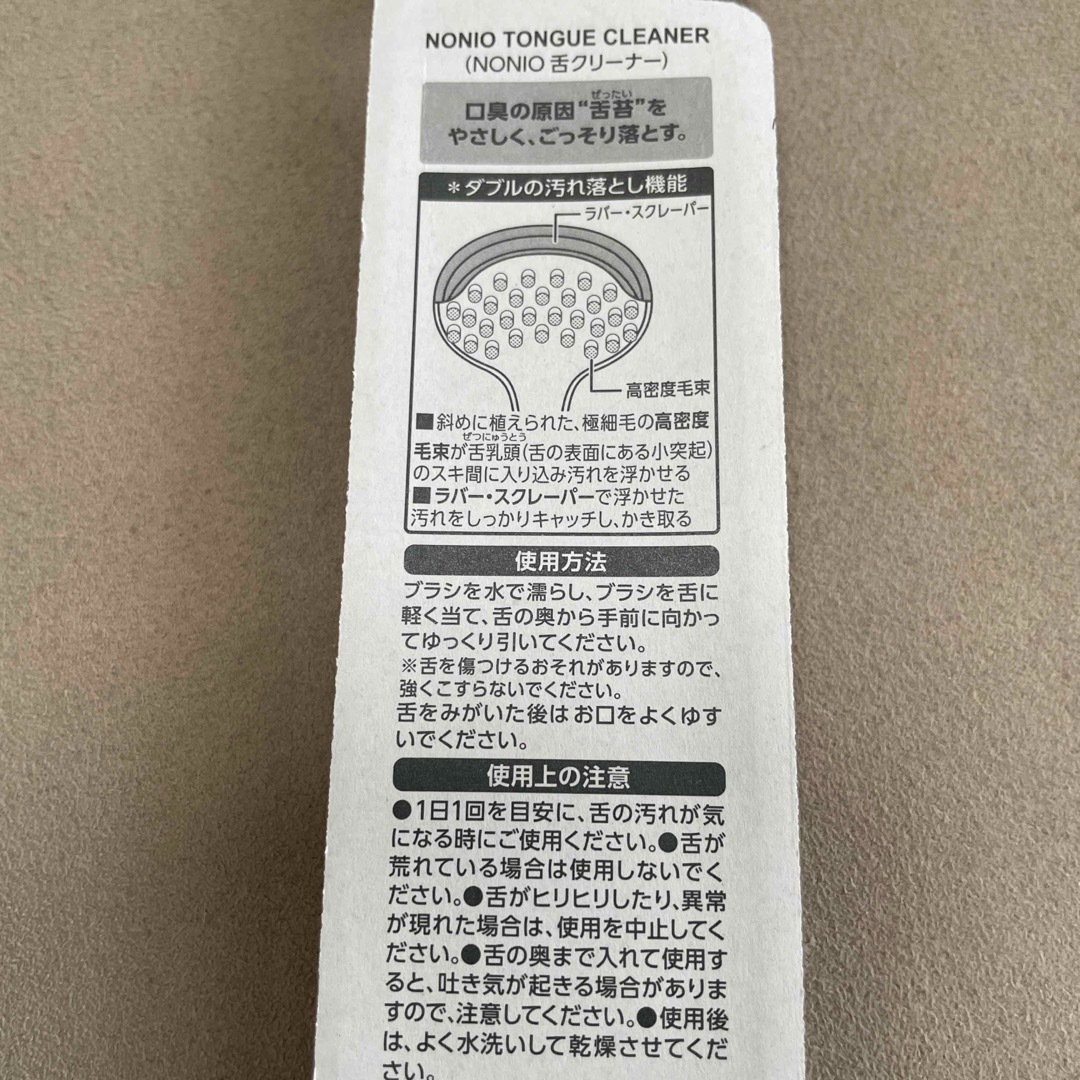 NONIO TONGUE CLEANER
(NONIO 舌クリーナー)
ぜったい
口臭の原因“舌苔”を
やさしく、ごっそり落とす。
＊ダブルの汚れ落とし機能
ラバー・スクレーパー
高密度毛束
■斜めに植えられた、極細毛の高密度
ぜつにゅうとう
毛束が舌乳頭(舌の表面にある小突起)
のスキ間に入り込み汚れを浮かせる
■ラバー・スクレーパーで浮かせた
汚れをしっかりキャッチし、かき取る
使用方法
ブラシを水で濡らし、ブラシを舌に
軽く当て、舌の奥から手前に向かっ
てゆっくり引いてください。
※舌を傷つけるおそれがありますので、
強くこすらないでください。
舌をみがいた後はお口をよくゆす
いでください。
使用上の注意
●1日1回を目安に、舌の汚れが気
になる時にご使用ください。●舌が
荒れている場合は使用しないでく
ださい。●舌がヒリヒリしたり、異常
が現れた場合は、使用を中止してく
ださい。●舌の奥まで入れて使用す
ると、吐き気が起きる場合がありま
すので、注意してください。●使用後
は、よく水洗いして乾燥させてくだ
さい。